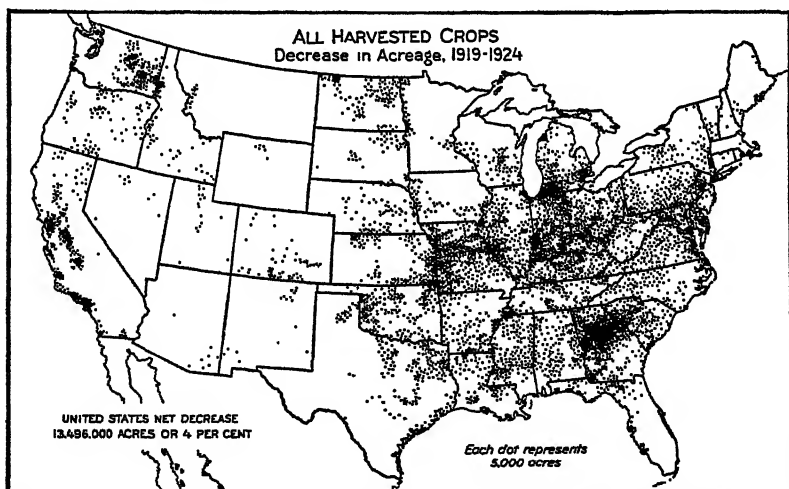 ALL HARVESTED CROPS
Decrease in Acreage, 1919-1924
UNITED STATES NET DECREASE
13,496,000 ACRES OR 4 PER CENT
Each dot represents
5,000 acres